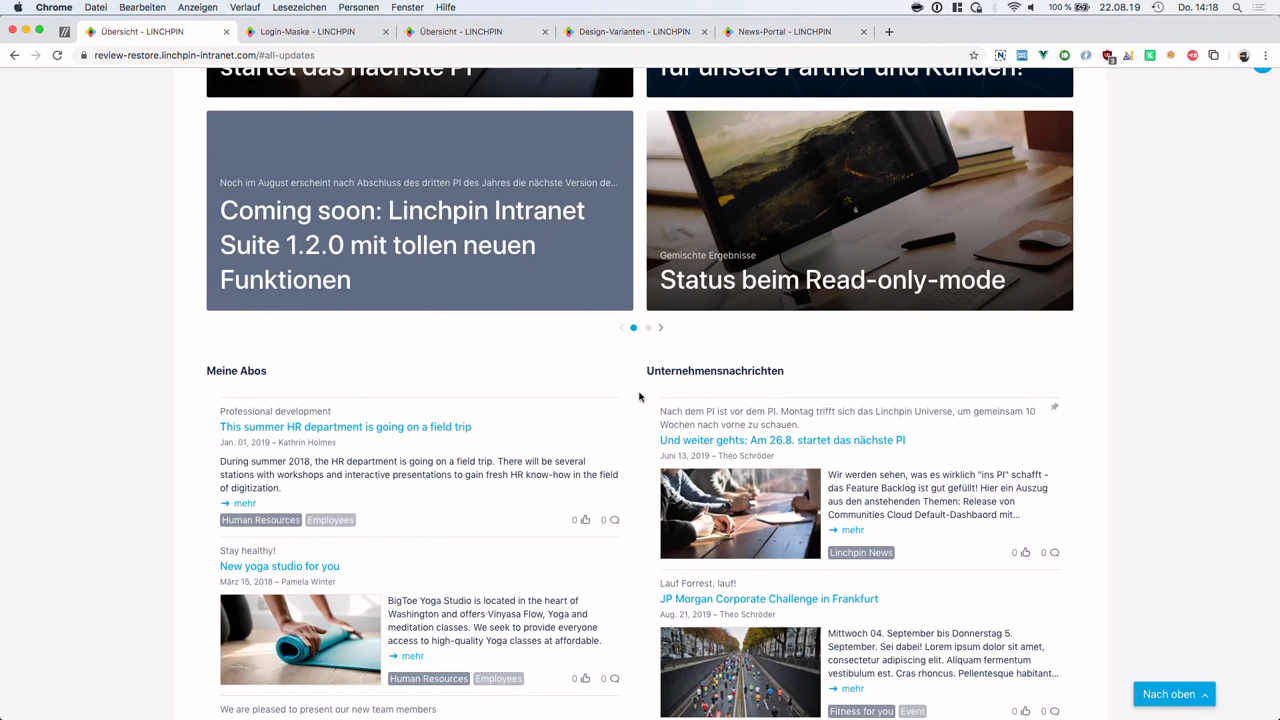 Chrome Datei Bearbeiten Anzeigen Verlauf Lesezeichen Personen Fenster Hilfe 100 % 22.08.19 Do. 14:18
Übersicht - LINCHPIN Login-Maske - LINCHPIN Übersicht - LINCHPIN Design-Varianten - LINCHPIN News-Portal - LINCHPIN
review-restore.linchpin-intranet.com/#all-updates
startet das nächste PI
für unsere Partner und Kunden!
Noch im August erscheint nach Abschluss des dritten PI des Jahres die nächste Version de...
Coming soon: Linchpin Intranet
Suite 1.2.0 mit tollen neuen
Funktionen
Gemischte Ergebnisse
Status beim Read-only-mode
Meine Abos
Professional development
This summer HR department is going on a field trip
Jan. 01, 2019 – Kathrin Holmes
During summer 2018, the HR department is going on a field trip. There will be several
stations with workshops and interactive presentations to gain fresh HR know-how in the field
of digitization.
→ mehr
Human Resources Employees 0 0
Stay healthy!
New yoga studio for you
März 15, 2018 – Pamela Winter
BigToe Yoga Studio is located in the heart of
Washington and offers Vinyasa Flow, Yoga and
meditation classes. We seek to provide everyone
access to high-quality Yoga classes at affordable.
→ mehr
Human Resources Employees 0 0
We are pleased to present our new team members
Unternehmensnachrichten
Nach dem PI ist vor dem PI. Montag trifft sich das Linchpin Universe, um gemeinsam 10
Wochen nach vorne zu schauen.
Und weiter gehts: Am 26.8. startet das nächste PI
Juni 13, 2019 – Theo Schröder
Wir werden sehen, was es wirklich "ins PI" schafft -
das Feature Backlog ist gut gefüllt! Hier ein Auszug
aus den anstehenden Themen: Release von
Communities Cloud Default-Dashbaord mit...
→ mehr
Linchpin News 0 0
Lauf Forrest, lauf!
JP Morgan Corporate Challenge in Frankfurt
Aug. 21, 2019 – Theo Schröder
Mittwoch 04. September bis Donnerstag 5.
September. Sei dabei! Lorem ipsum dolor sit amet,
consectetur adipiscing elit. Aliquam fermentum
vestibulum est. Cras rhoncus. Pellentesque habitant...
→ mehr
Fitness for you Event 0 0
Nach oben